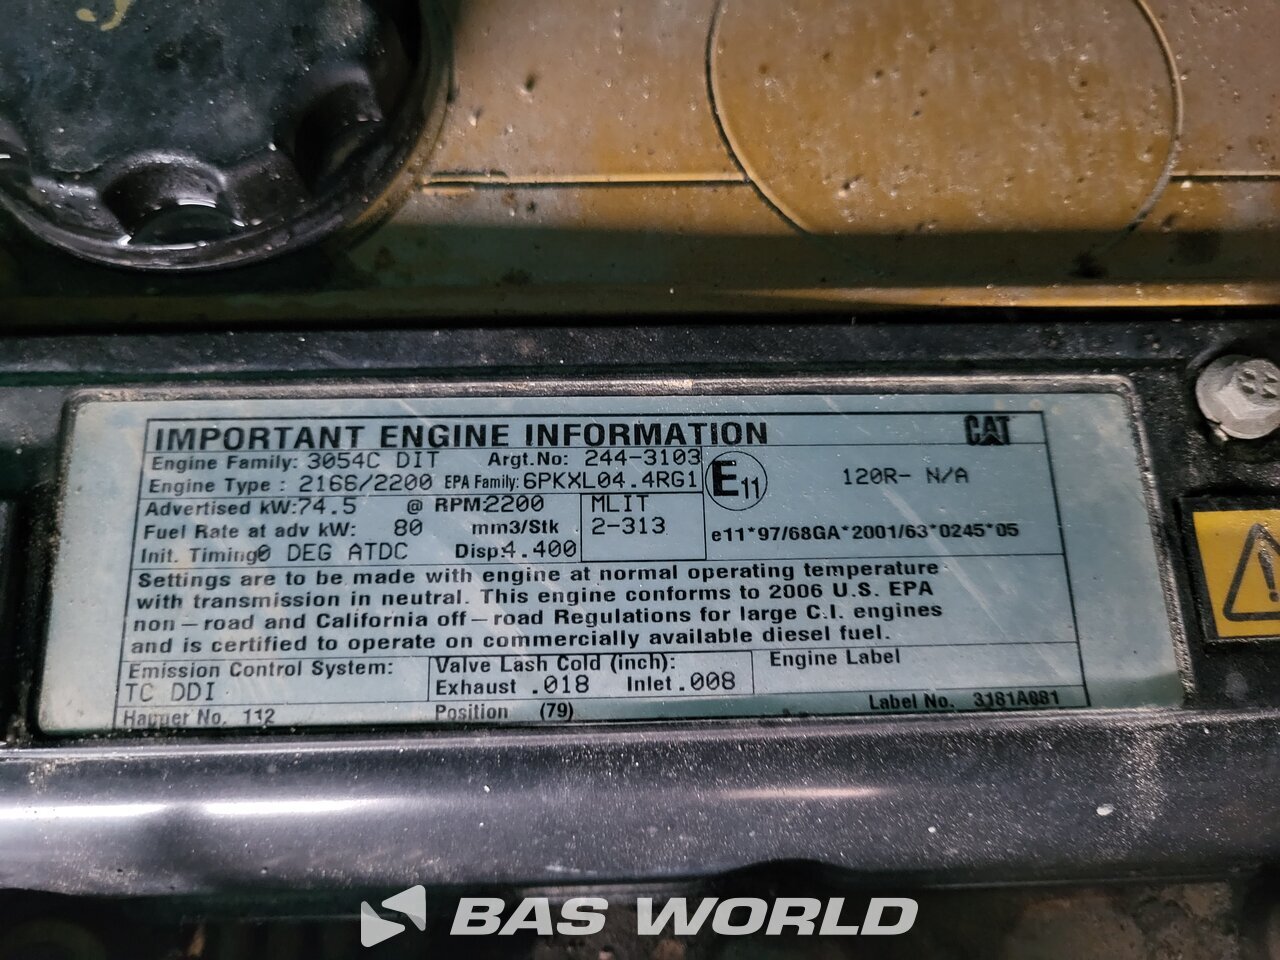 IMPORTANT ENGINE INFORMATION CAT
Engine Family: 3054C DIT Argt.No: 244-3103
Engine Type : 2166/2200 EPA Family: 6PKXL04.4RG1
E11 120R- N/A
Advertised kW:74.5 @ RPM:2200 MLIT
Fuel Rate at adv kW: 80 mm3/Stk 2-313
e11*97/68GA*2001/63*0245*05
Init. Timing0 DEG ATDC Disp:4.400
Settings are to be made with engine at normal operating temperature
with transmission in neutral. This engine conforms to 2006 U.S. EPA
non-road and California off-road Regulations for large C.I. engines
and is certified to operate on commercially available diesel fuel.
Emission Control System: Valve Lash Cold (inch): Engine Label
TC DDI Exhaust .018 Inlet .008
Hanger No. 112 Position (79) Label No. 3181A881
BAS WORLD